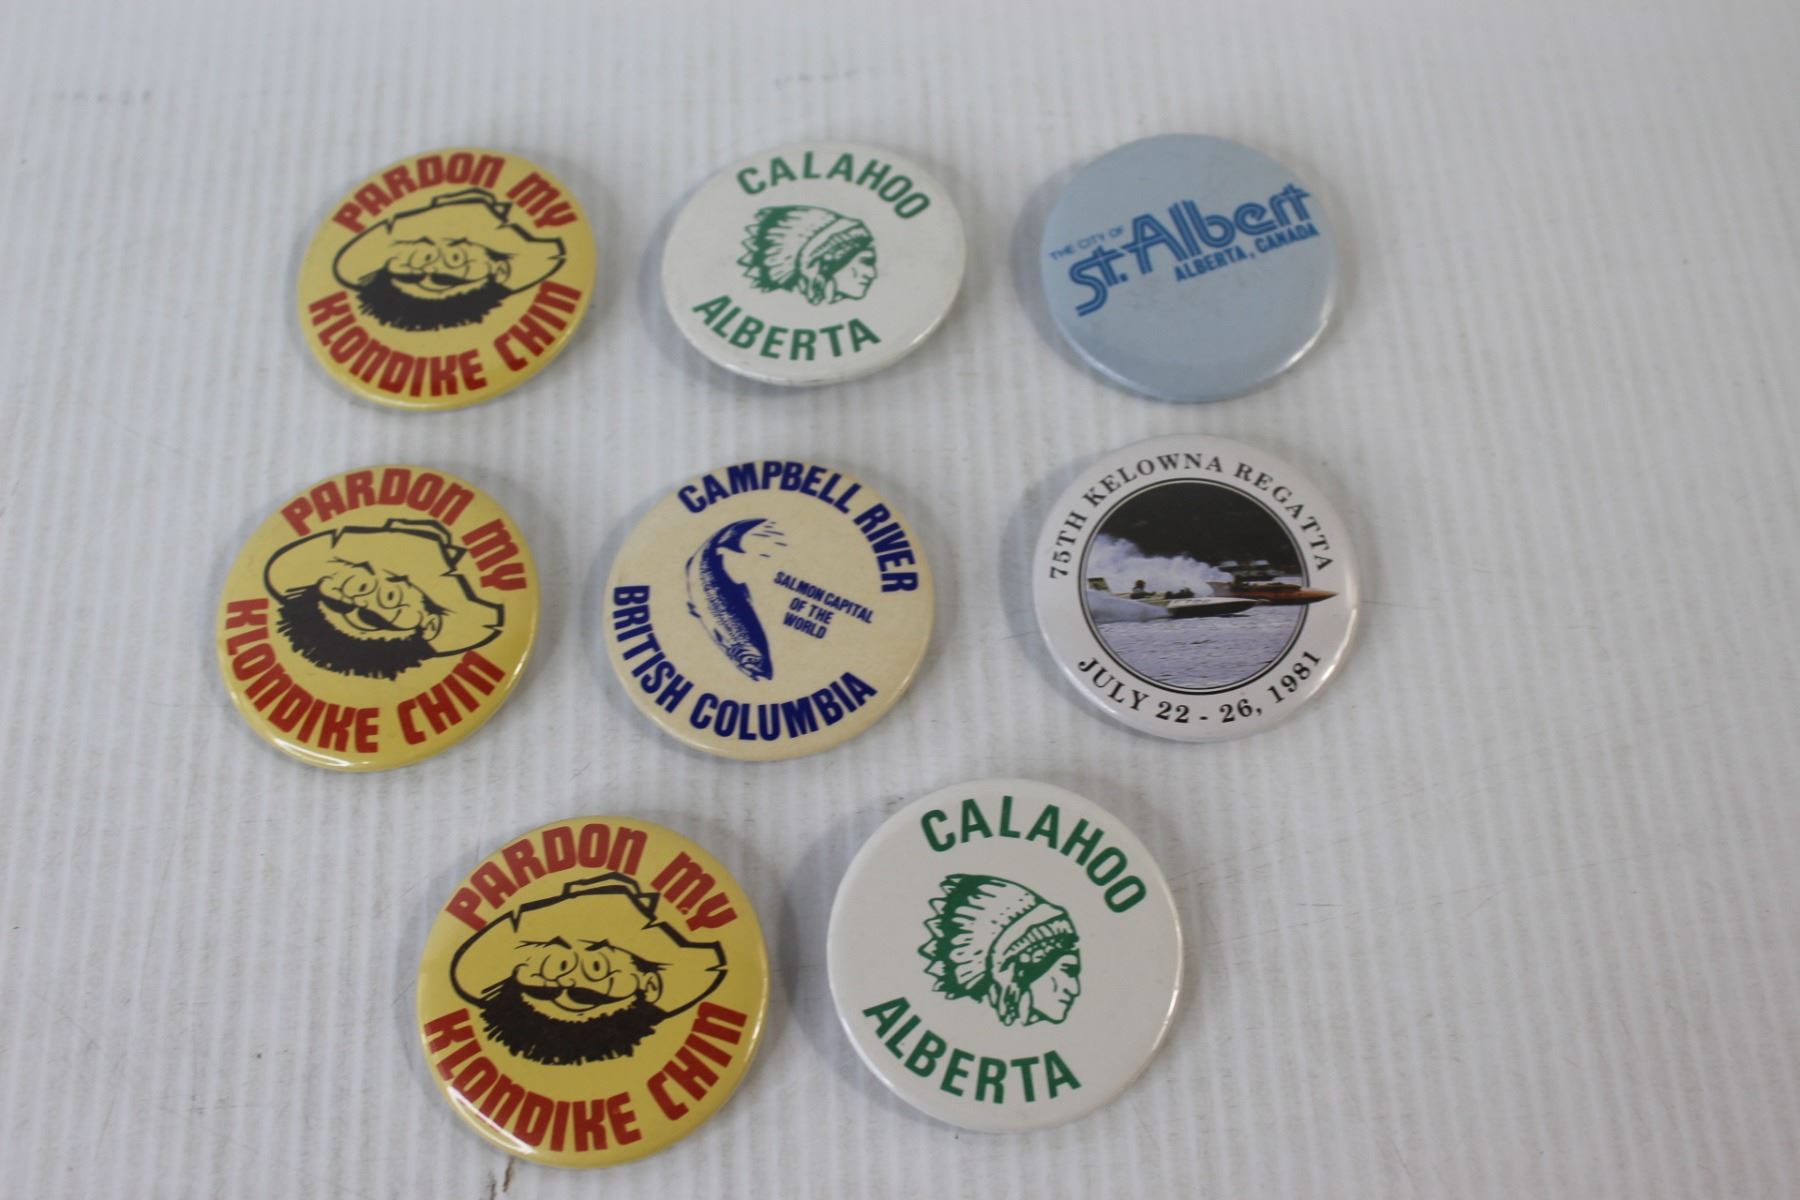 PARDON MY
KLONDIKE CHIN
CALAHOO
ALBERTA
THE CITY OF
St. Albert
ALBERTA, CANADA
PARDON MY
KLONDIKE CHIN
CAMPBELL RIVER
SALMON CAPITAL
OF THE
WORLD
BRITISH COLUMBIA
75TH KELOWNA REGATTA
JULY 22 - 26, 1981
PARDON MY
KLONDIKE CHIN
CALAHOO
ALBERTA